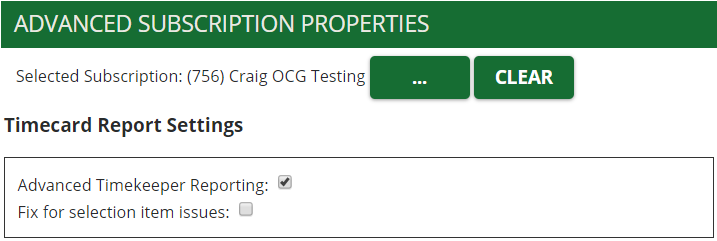 ADVANCED SUBSCRIPTION PROPERTIES
Selected Subscription: (756) Craig OCG Testing ... CLEAR
Timecard Report Settings
Advanced Timekeeper Reporting:
Fix for selection item issues: